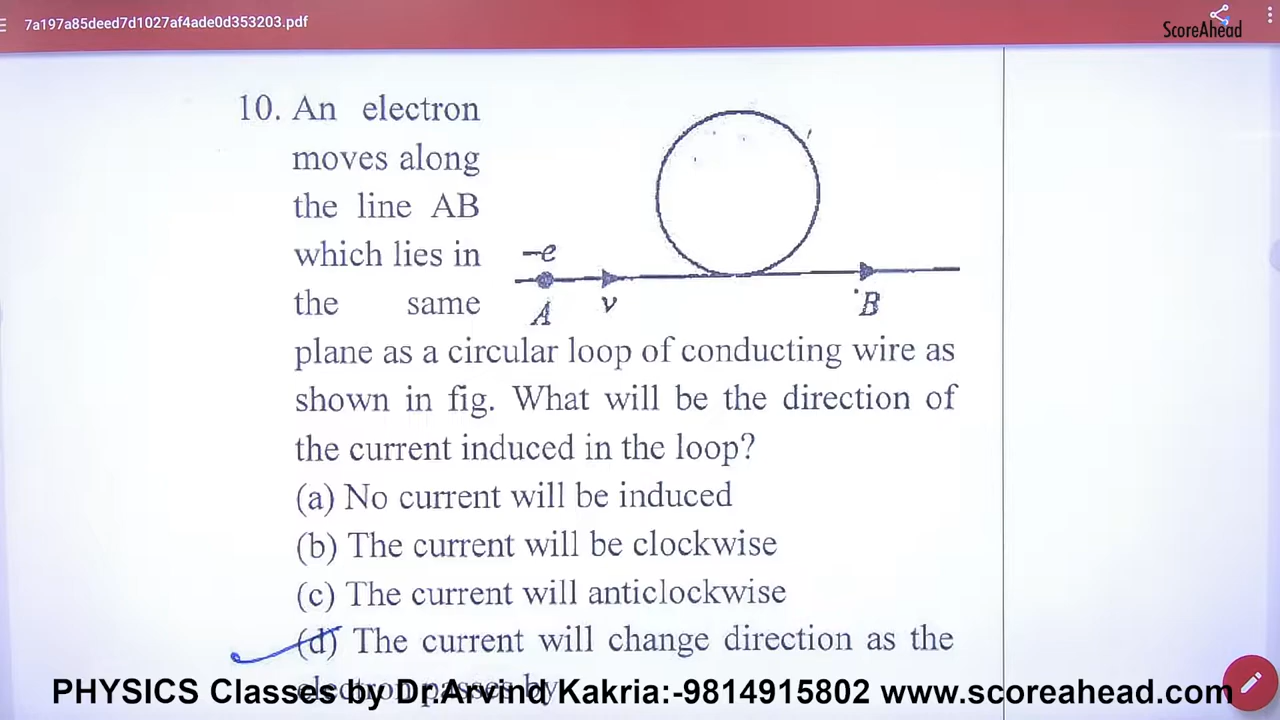 7a197a85deed7d1027af4ade0d353203.pdf
ScoreAhead
10. An electron
moves along
the line AB
which lies in
the same
–e
A
v
B
plane as a circular loop of conducting wire as
shown in fig. What will be the direction of
the current induced in the loop?
(a) No current will be induced
(b) The current will be clockwise
(c) The current will anticlockwise
(d) The current will change direction as the
electron passes by
PHYSICS Classes by Dr.Arvind Kakria:-9814915802 www.scoreahead.com